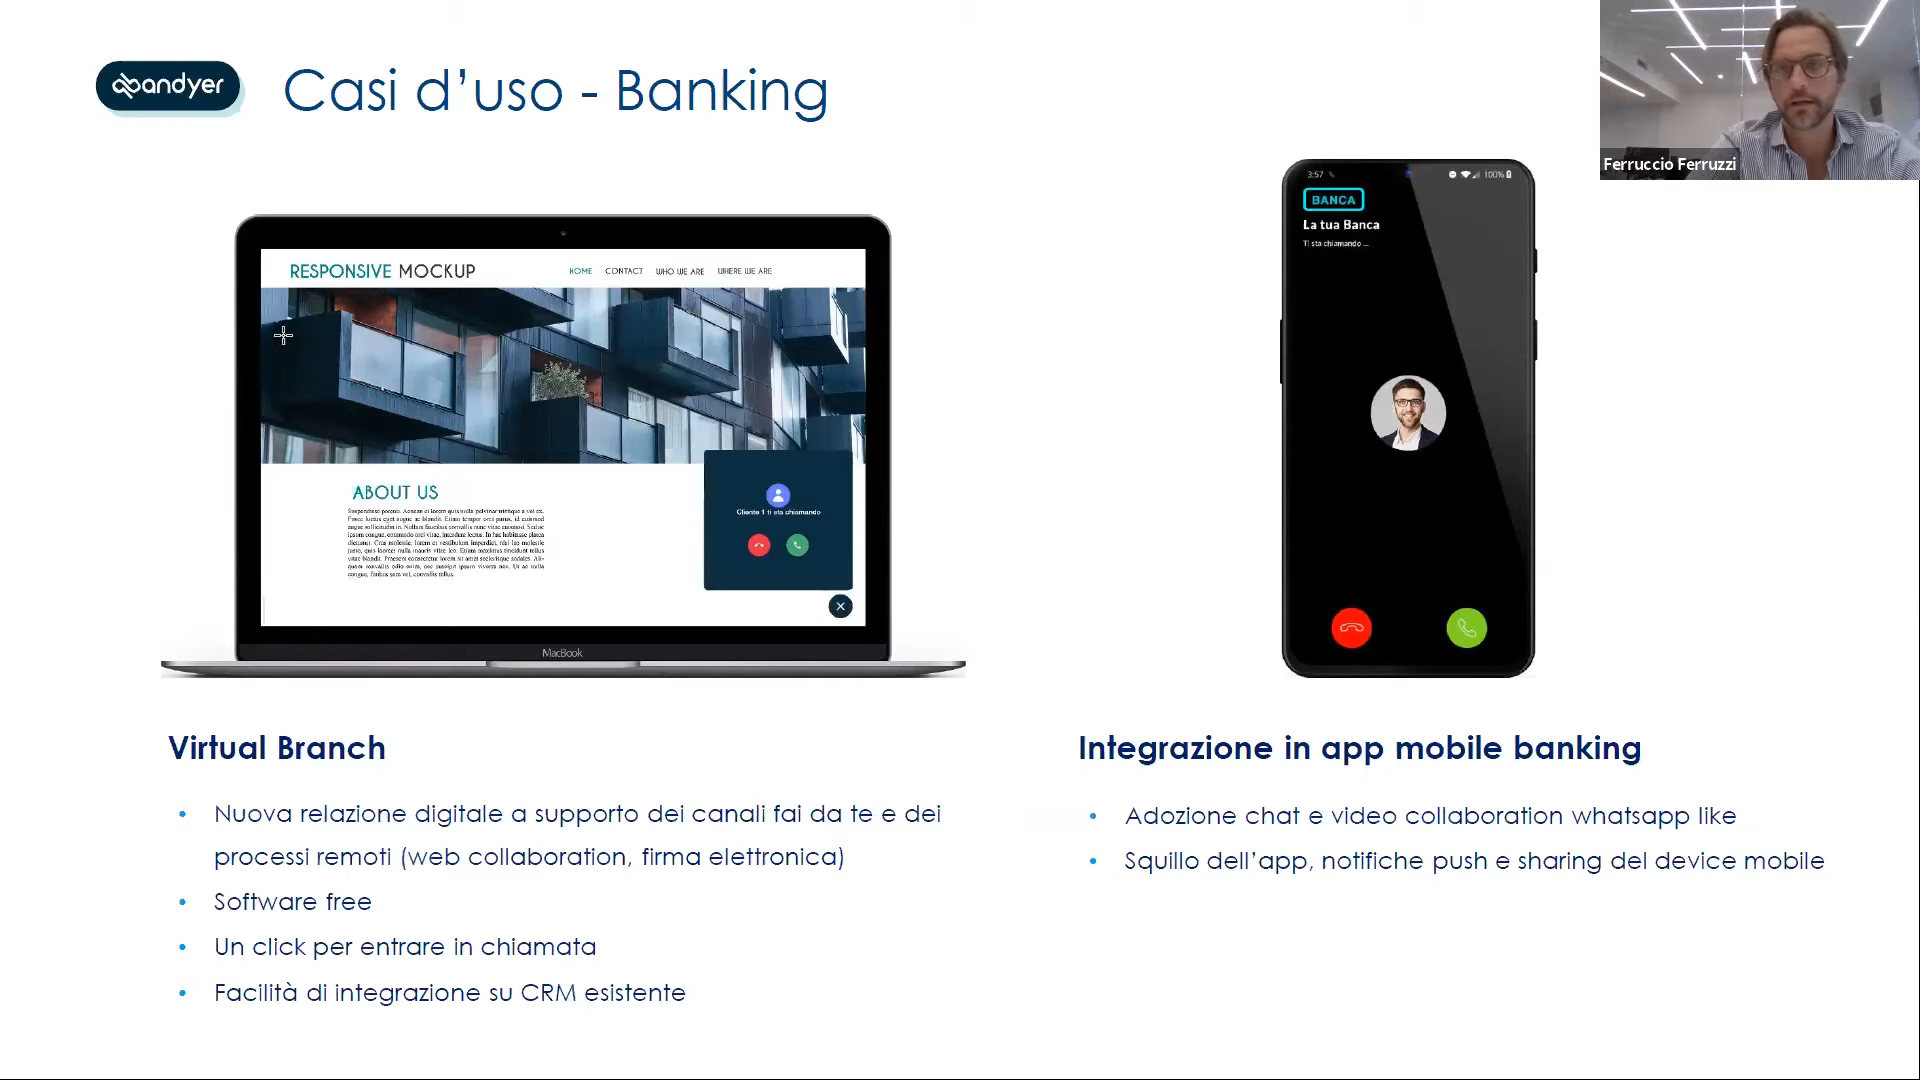 bandyer
Casi d’uso - Banking
Ferruccio Ferruzzi
RESPONSIVE MOCKUP
HOME CONTACT WHO WE ARE WHERE WE ARE
ABOUT US
Cliente 1 ti sta chiamando
MacBook
3:57
100%
BANCA
La tua Banca
Ti sta chiamando ...
Virtual Branch
• Nuova relazione digitale a supporto dei canali fai da te e dei
processi remoti (web collaboration, firma elettronica)
• Software free
• Un click per entrare in chiamata
• Facilità di integrazione su CRM esistente
Integrazione in app mobile banking
• Adozione chat e video collaboration whatsapp like
• Squillo dell’app, notifiche push e sharing del device mobile